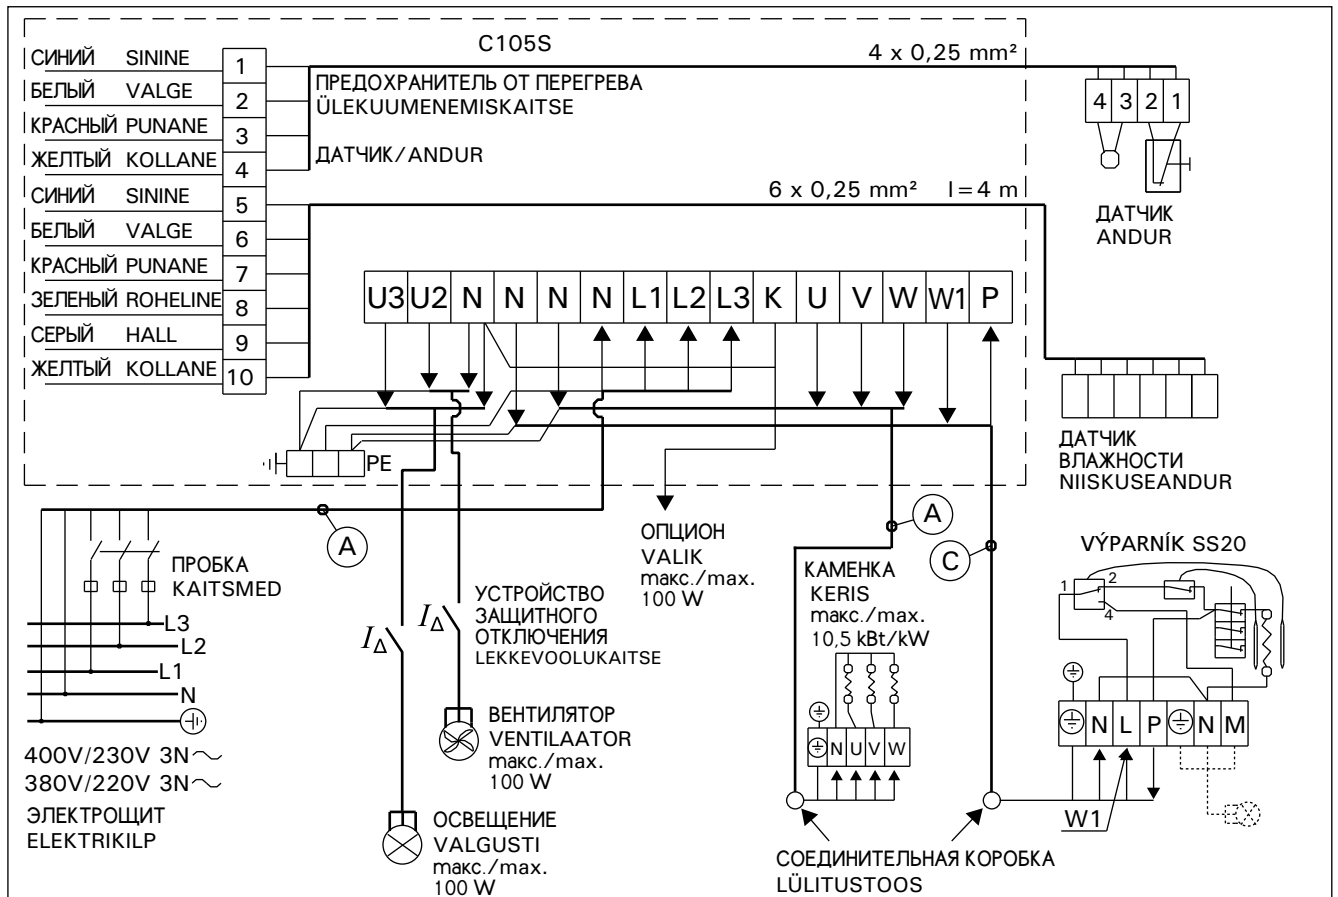 C105S
4 x 0,25 mm²
СИНИЙ SININE 1
БЕЛЫЙ VALGE 2
КРАСНЫЙ PUNANE 3
ЖЕЛТЫЙ KOLLANE 4
СИНИЙ SININE 5
БЕЛЫЙ VALGE 6
КРАСНЫЙ PUNANE 7
ЗЕЛЕНЫЙ ROHELINE 8
СЕРЫЙ HALL 9
ЖЕЛТЫЙ KOLLANE 10
ПРЕДОХРАНИТЕЛЬ ОТ ПЕРЕГРЕВА
ÜLEKUUMENEMISKAITSE
ДАТЧИК/ANDUR
4 3 2 1
ДАТЧИК
ANDUR
6 x 0,25 mm² l=4 m
U3 U2 N N N N L1 L2 L3 K U V W W1 P
PE
ДАТЧИК
ВЛАЖНОСТИ
NIISKUSEANDUR
A
ПРОБКА
KAITSMED
L3
L2
L1
N
400V/230V 3N~
380V/220V 3N~
ЭЛЕКТРОЩИТ
ELEKTRIKILP
I∆
I∆
УСТРОЙСТВО
ЗАЩИТНОГО
ОТКЛЮЧЕНИЯ
LEKKEVOOLUKAITSE
ВЕНТИЛЯТОР
VENTILAATOR
макс./max.
100 W
ОСВЕЩЕНИЕ
VALGUSTI
макс./max.
100 W
ОПЦИОН
VALIK
макс./max.
100 W
A
C
КАМЕНКА
KERIS
макс./max.
10,5 kBt/kW
N U V W
VÝPARNÍK SS20
1 2
4
N L P N M
W1
СОЕДИНИТЕЛЬНАЯ КОРОБКА
LÜLITUSTOOS